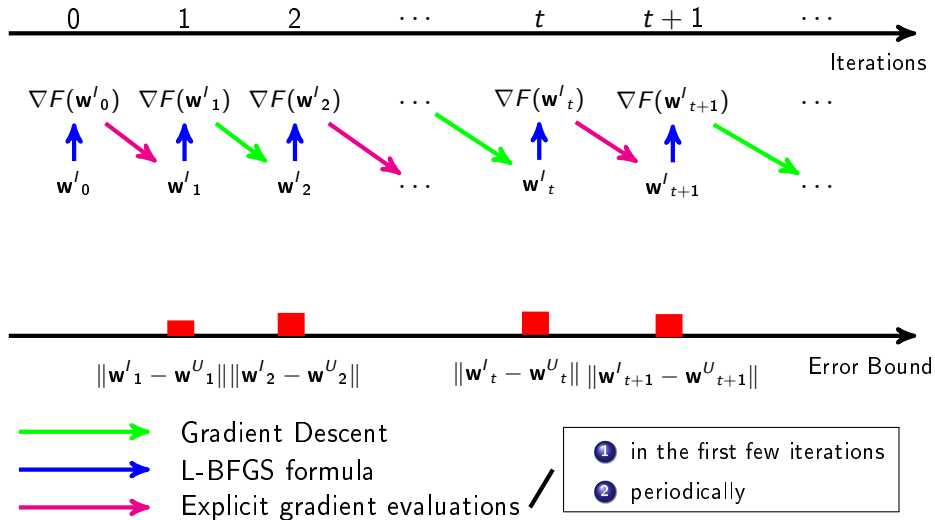 0 1 2 ··· t t + 1 ···
Iterations
∇F(w^I_0) ∇F(w^I_1) ∇F(w^I_2) ··· ∇F(w^I_t) ∇F(w^I_{t+1}) ···
w^I_0 w^I_1 w^I_2 ··· w^I_t w^I_{t+1} ···
Error Bound
‖w^I_1 − w^U_1‖ ‖w^I_2 − w^U_2‖ ‖w^I_t − w^U_t‖ ‖w^I_{t+1} − w^U_{t+1}‖
Gradient Descent
L-BFGS formula
Explicit gradient evaluations
1 in the first few iterations
2 periodically